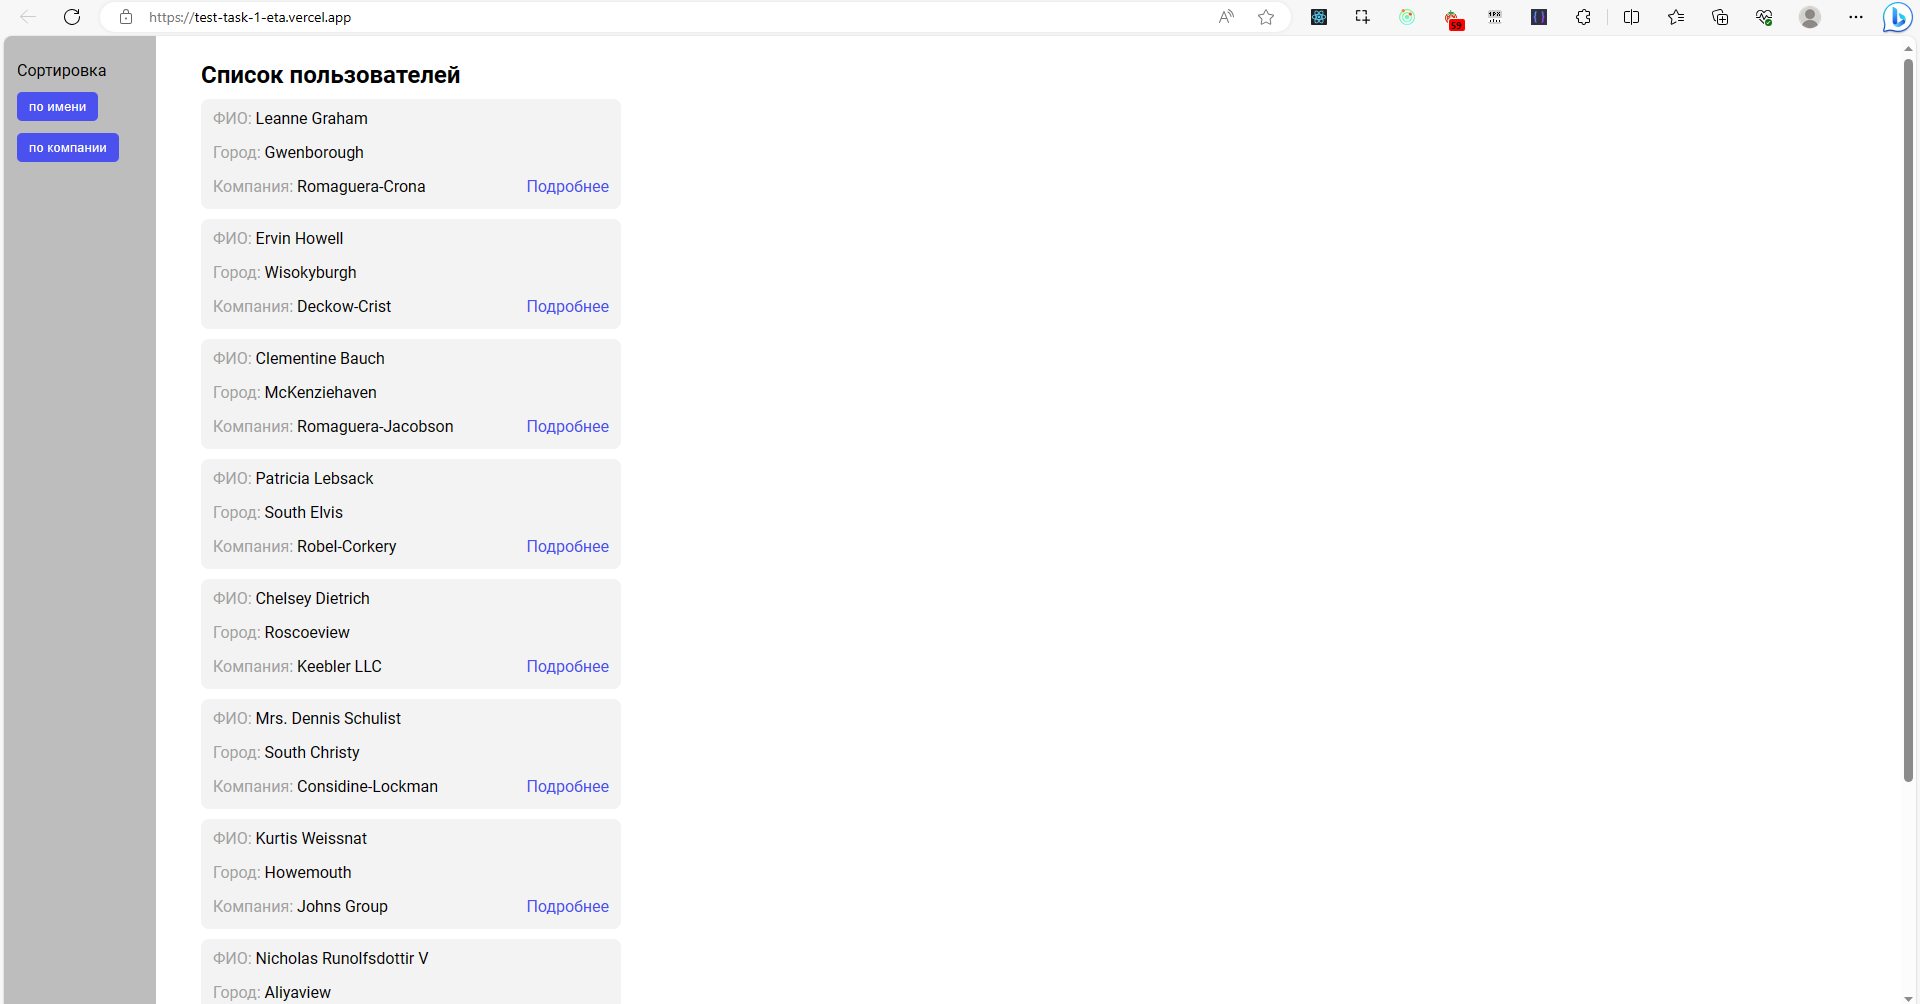 https://test-task-1-eta.vercel.app
59
Сортировка
по имени
по компании
Список пользователей
ФИО: Leanne Graham
Город: Gwenborough
Компания: Romaguera-Crona Подробнее
ФИО: Ervin Howell
Город: Wisokyburgh
Компания: Deckow-Crist Подробнее
ФИО: Clementine Bauch
Город: McKenziehaven
Компания: Romaguera-Jacobson Подробнее
ФИО: Patricia Lebsack
Город: South Elvis
Компания: Robel-Corkery Подробнее
ФИО: Chelsey Dietrich
Город: Roscoeview
Компания: Keebler LLC Подробнее
ФИО: Mrs. Dennis Schulist
Город: South Christy
Компания: Considine-Lockman Подробнее
ФИО: Kurtis Weissnat
Город: Howemouth
Компания: Johns Group Подробнее
ФИО: Nicholas Runolfsdottir V
Город: Aliyaview